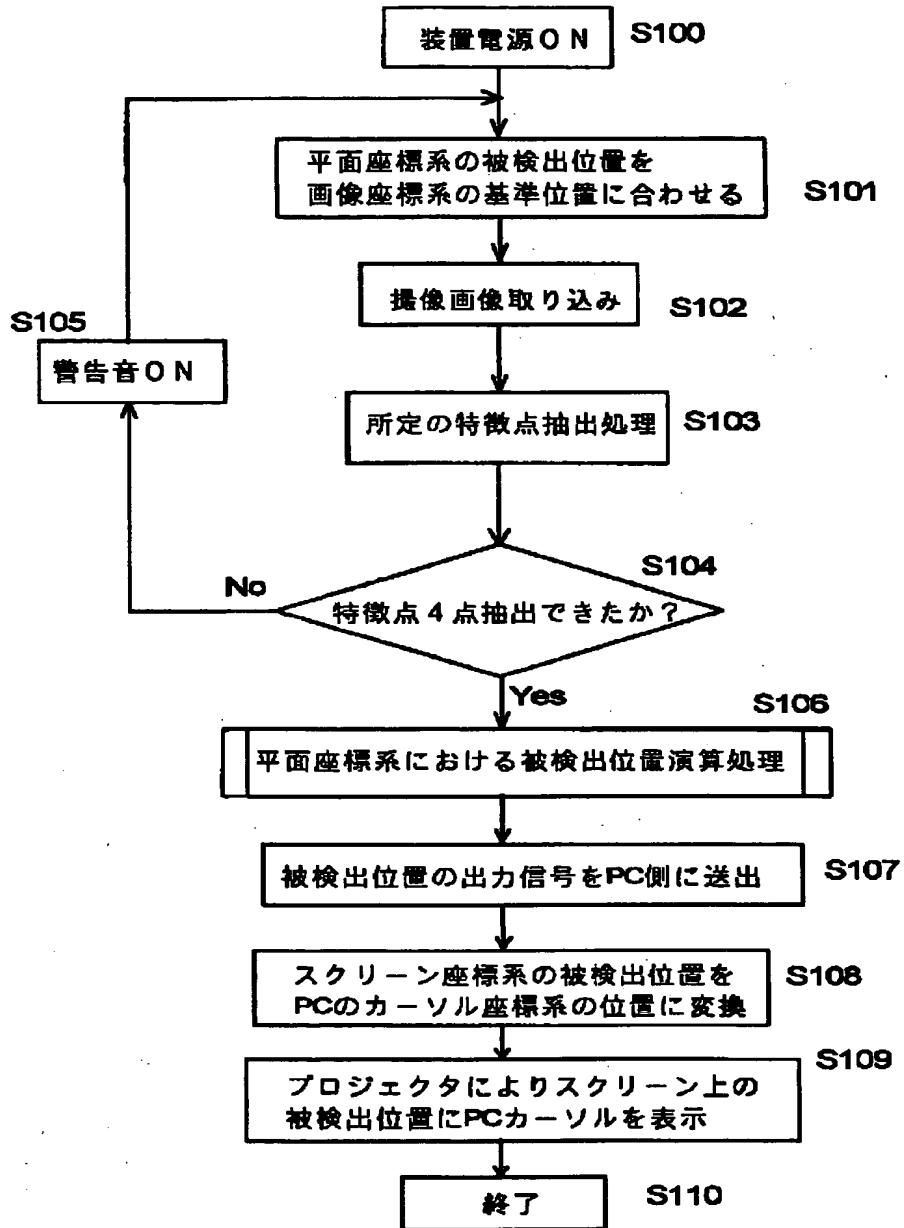 装置電源ON
S100
平面座標系の被検出位置を
画像座標系の基準位置に合わせる
S101
撮像画像取り込み
S102
S105
警告音ON
所定の特徴点抽出処理
S103
S104
No
特徴点4点抽出できたか？
Yes
S106
平面座標系における被検出位置演算処理
被検出位置の出力信号をPC側に送出
S107
スクリーン座標系の被検出位置を
PCのカーソル座標系の位置に変換
S108
S109
プロジェクタによりスクリーン上の
被検出位置にPCカーソルを表示
終了
S110